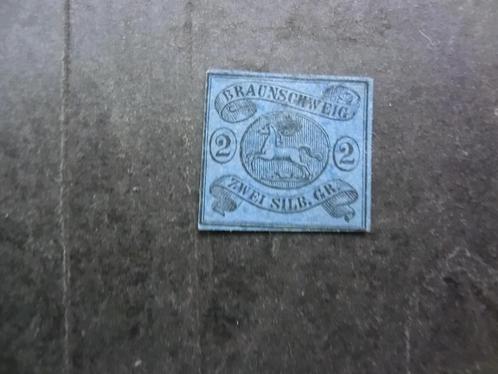 BRAUNSCHWEIG.
2 2
ZWEI SILB. GR.